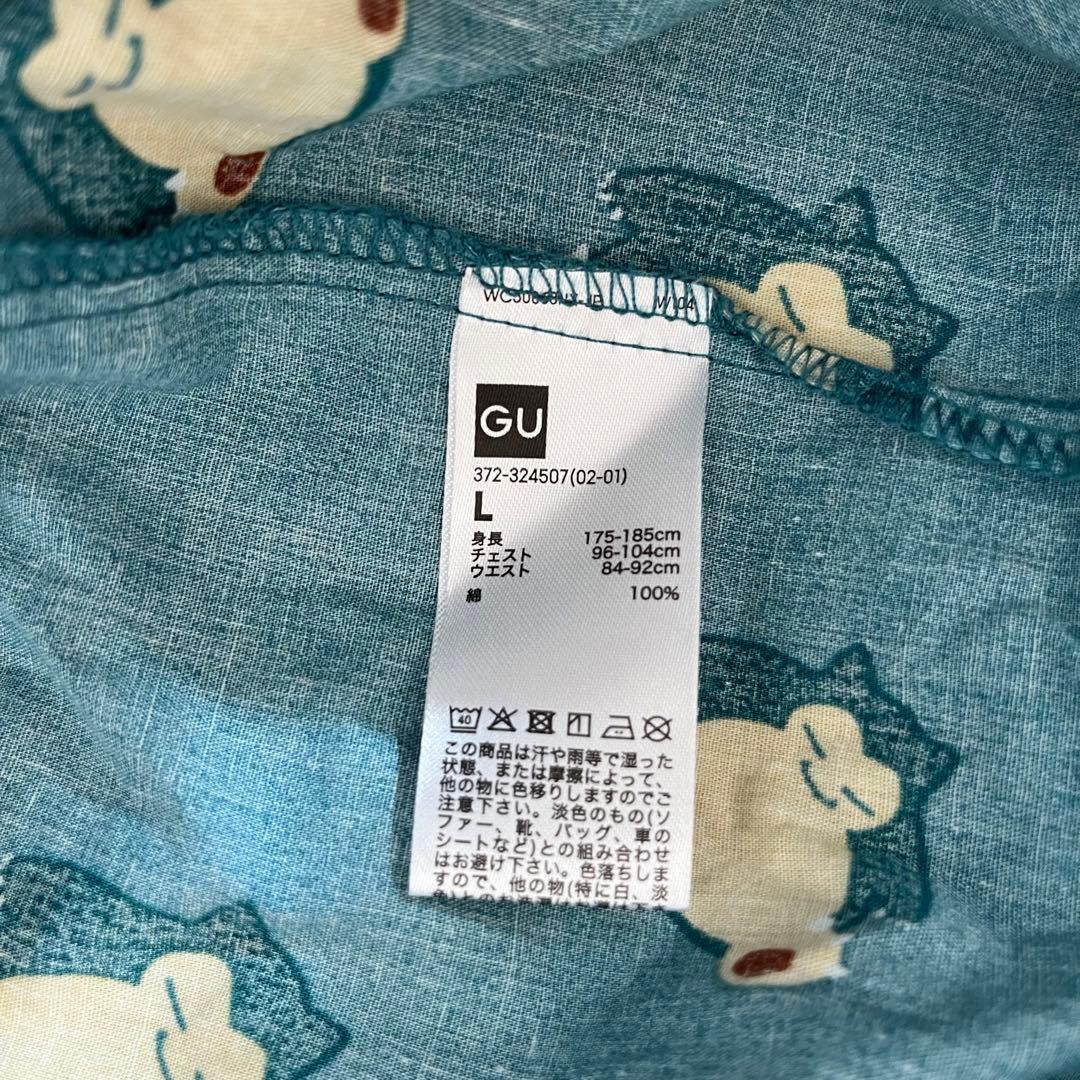 W1.04
GU
372-324507(02-01)
L
身長 175-185cm
チェスト 96-104cm
ウエスト 84-92cm
綿 100%
40
この商品は汗や雨等で湿った
状態、または摩擦によって、
他の物に色移りしますのでご
注意下さい。淡色のもの(ソ
ファー、靴、バッグ、車の
シートなど)との組み合わせ
はお避け下さい。色落ちしま
すので、他の物(特に白、淡